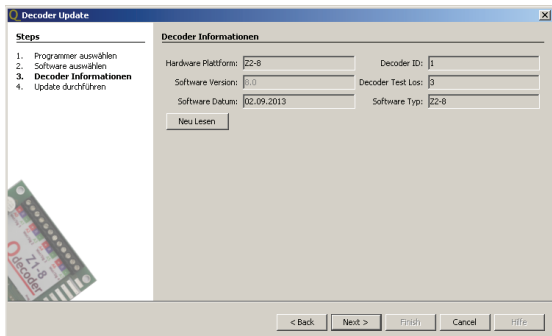 Decoder Update
Steps
1. Programmer auswählen
2. Software auswählen
3. Decoder Informationen
4. Update durchführen
Decoder Informationen
Hardware Plattform: Z2-8 Decoder ID: 1
Software Version: 8.0 Decoder Test Los: 3
Software Datum: 02.09.2013 Software Typ: Z2-8
Neu Lesen
Qdecoder
Z1-8
< Back Next > Finish Cancel Hilfe